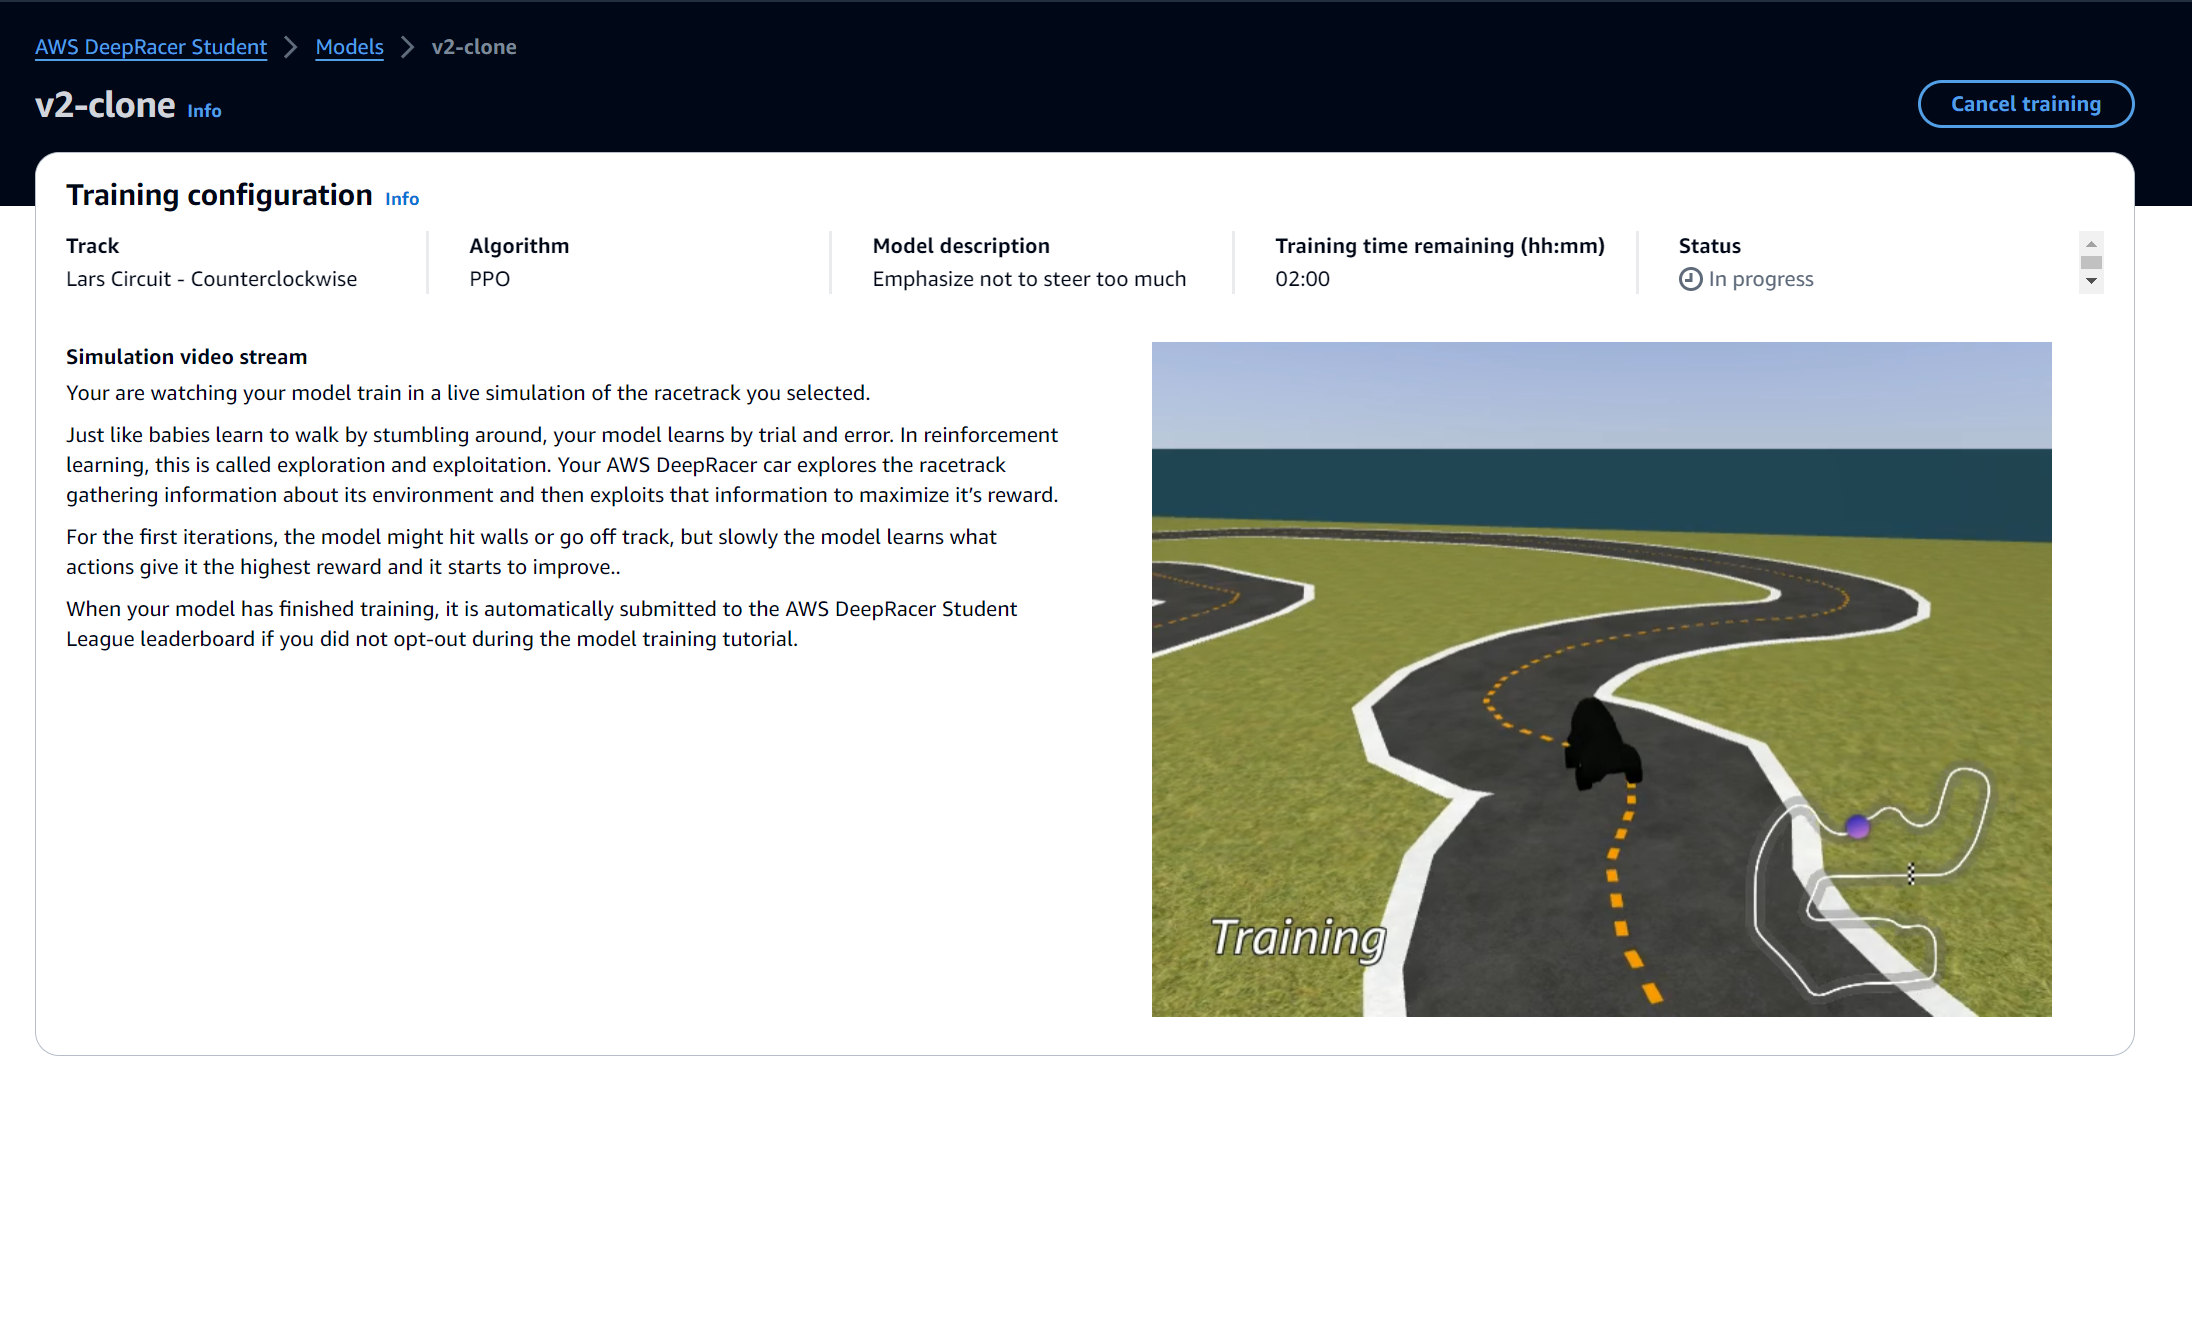 AWS DeepRacer Student > Models > v2-clone
v2-clone Info
Cancel training
Training configuration Info
Track
Lars Circuit - Counterclockwise
Algorithm
PPO
Model description
Emphasize not to steer too much
Training time remaining (hh:mm)
02:00
Status
In progress
Simulation video stream
Your are watching your model train in a live simulation of the racetrack you selected.
Just like babies learn to walk by stumbling around, your model learns by trial and error. In reinforcement
learning, this is called exploration and exploitation. Your AWS DeepRacer car explores the racetrack
gathering information about its environment and then exploits that information to maximize it’s reward.
For the first iterations, the model might hit walls or go off track, but slowly the model learns what
actions give it the highest reward and it starts to improve..
When your model has finished training, it is automatically submitted to the AWS DeepRacer Student
League leaderboard if you did not opt-out during the model training tutorial.
Training